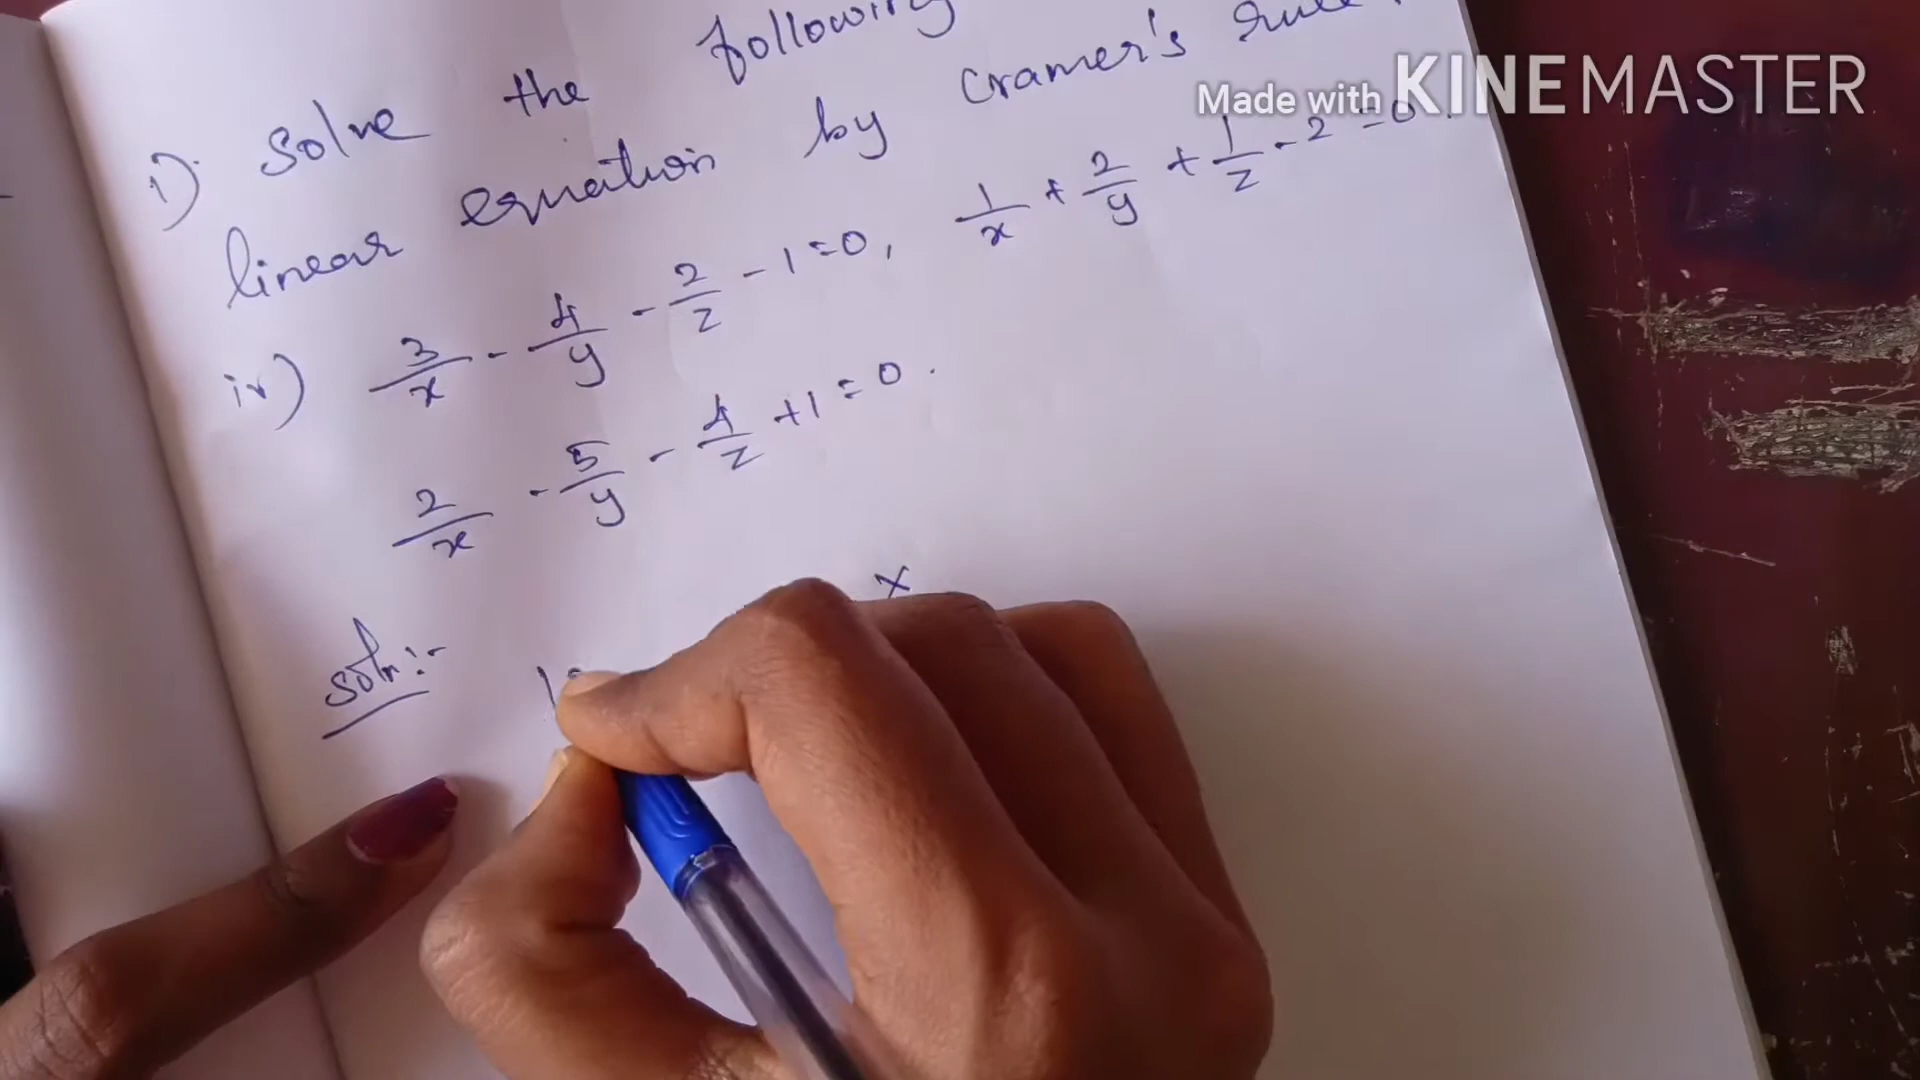 1). Solve the following
linear equation by Cramer's rule.
iv) 3/x - 4/y - 2/z - 1 = 0, 1/x + 2/y + 1/z - 2 = 0.
2/x - 5/y - 4/z + 1 = 0.
soln:-
x
Made with KINEMASTER